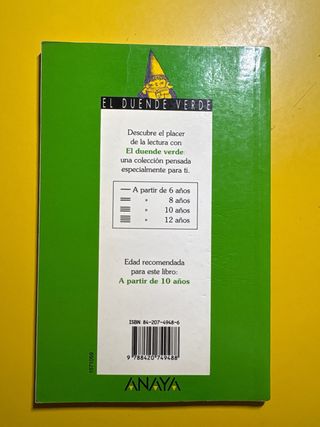 EL DUENDE VERDE
Descubre el placer
de la lectura con
El duende verde:
una colección pensada
especialmente para ti.
A partir de 6 años
» 8 años
» 10 años
» 12 años
Edad recomendada
para este libro:
A partir de 10 años
ISBN 84-207-4948-6
9 788420 749488
1571050
ANAYA